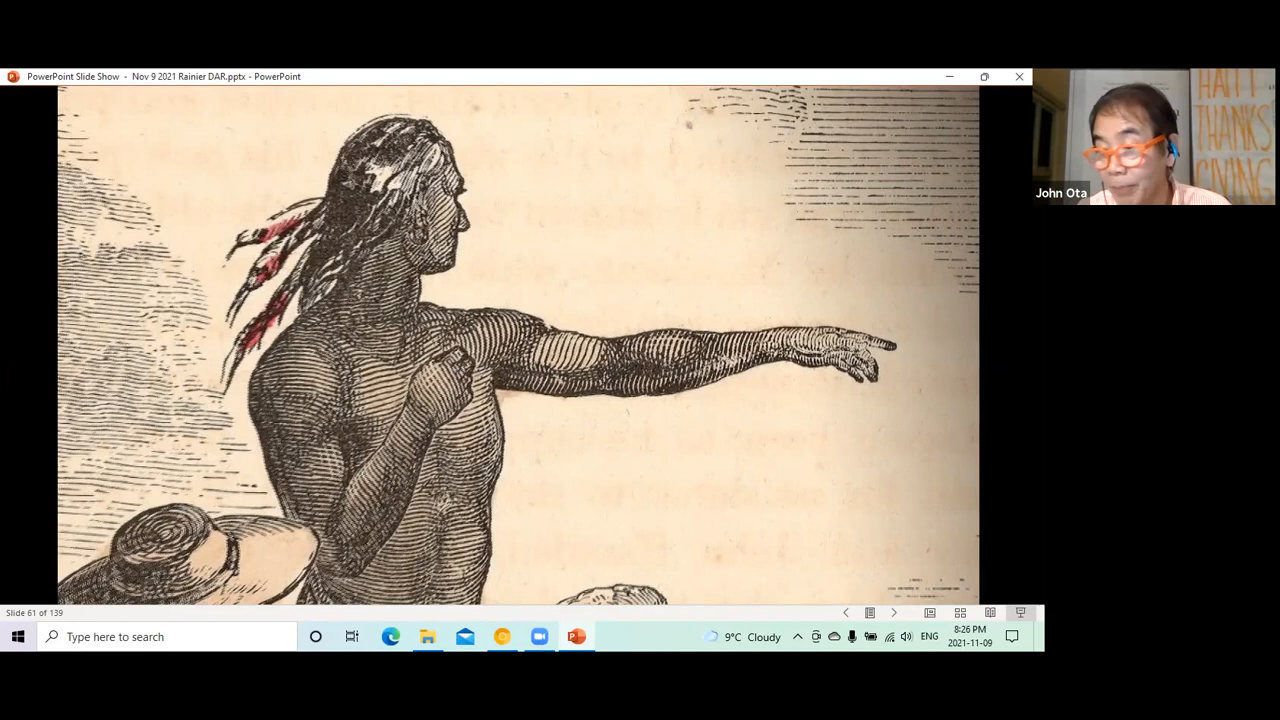 PowerPoint Slide Show - Nov 9 2021 Rainier DAR.pptx - PowerPoint
THANKS
John Ota
Slide 61 of 139
Type here to search
9°C Cloudy
ENG
8:26 PM
2021-11-09